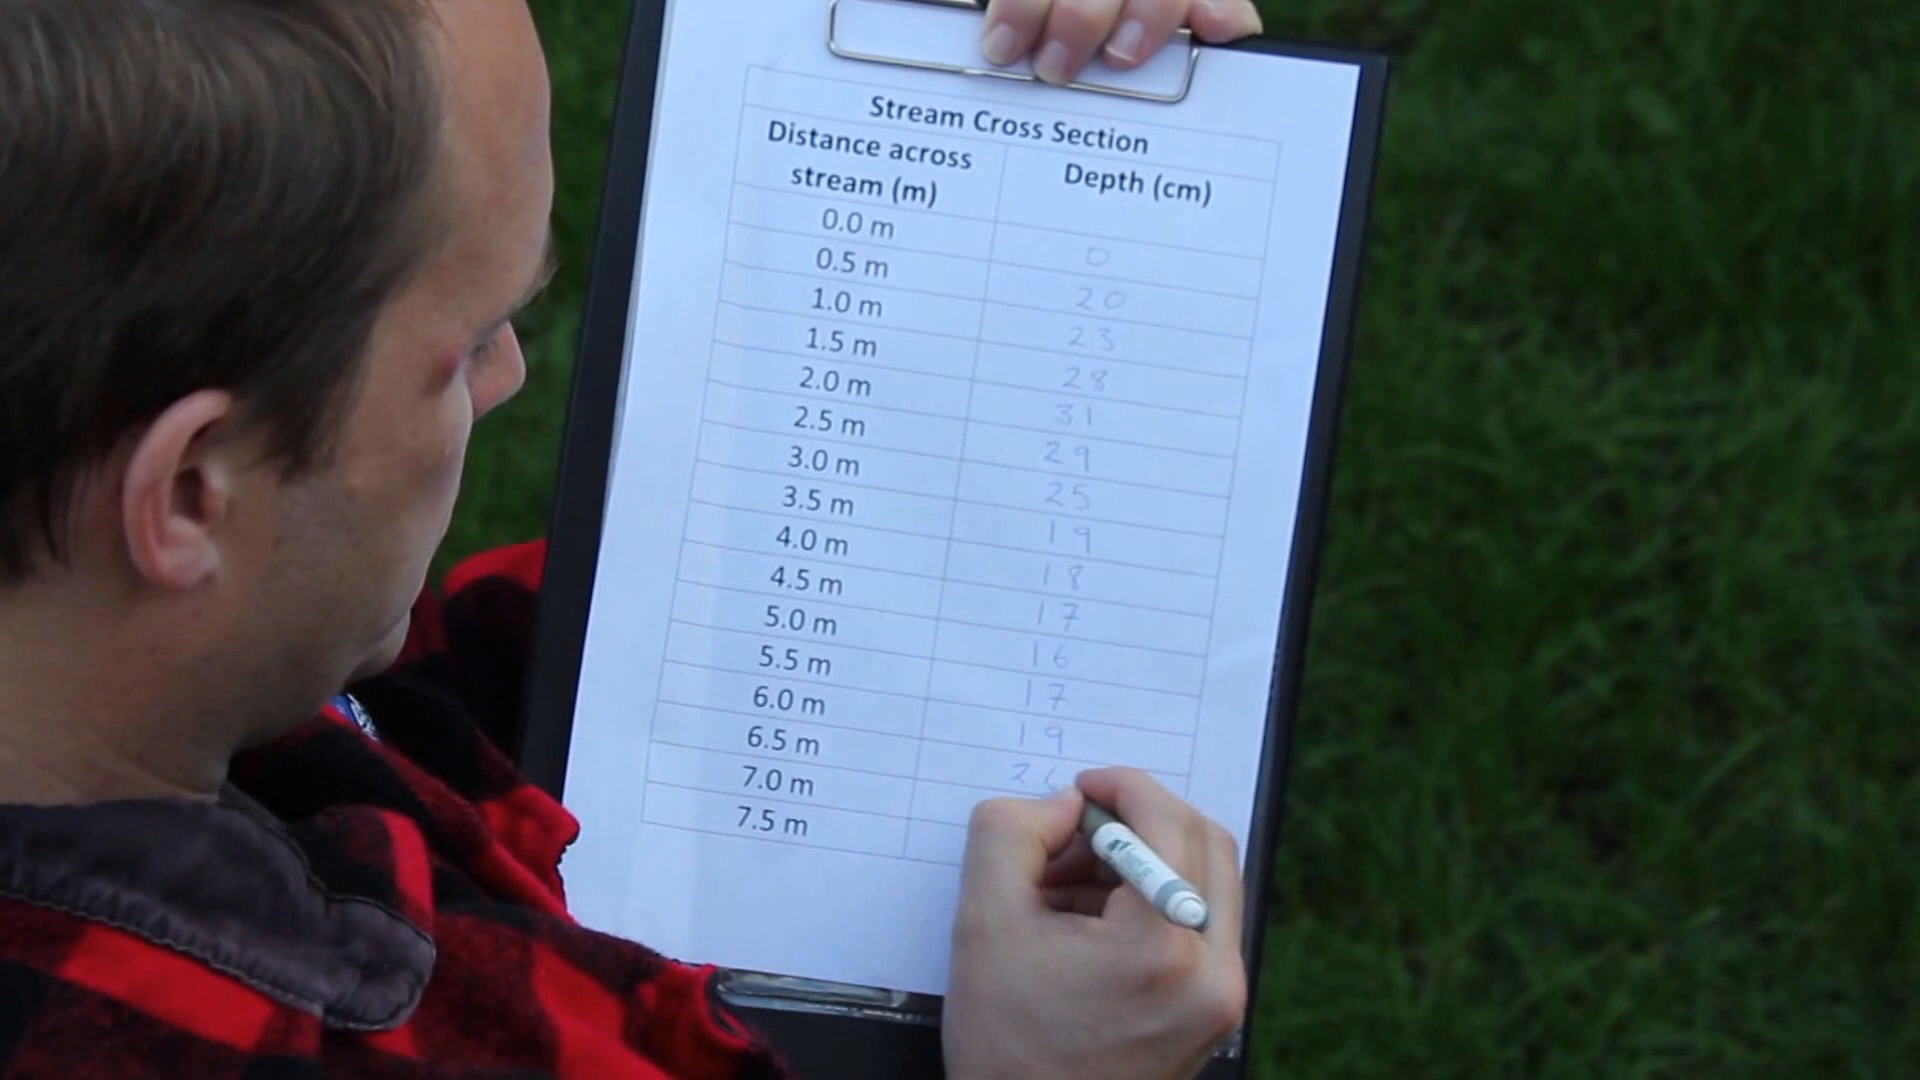 Stream Cross Section
Distance across stream (m) Depth (cm)
0.0 m 0
0.5 m 20
1.0 m 23
1.5 m 28
2.0 m 31
2.5 m 29
3.0 m 25
3.5 m 19
4.0 m 18
4.5 m 17
5.0 m 16
5.5 m 17
6.0 m 19
6.5 m
7.0 m
7.5 m